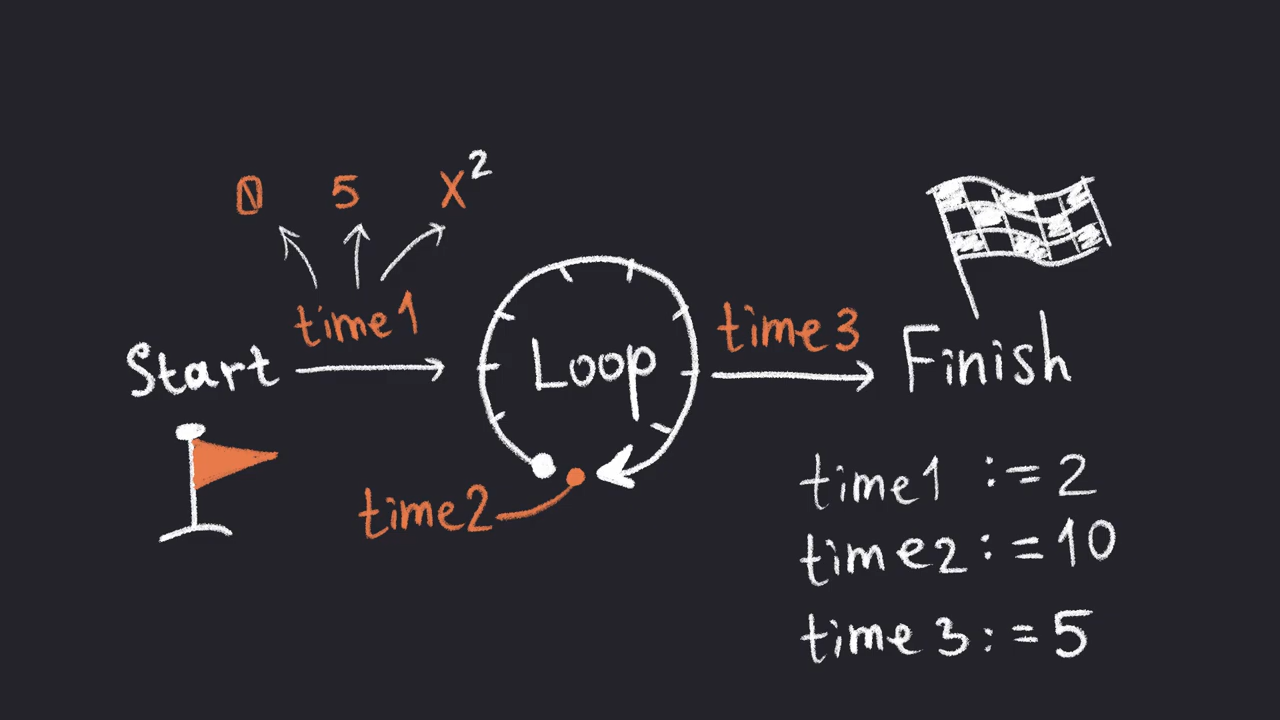 0 5 x²
time1
Start
Loop
time3
Finish
time2
time1 := 2
time2 := 10
time3 := 5